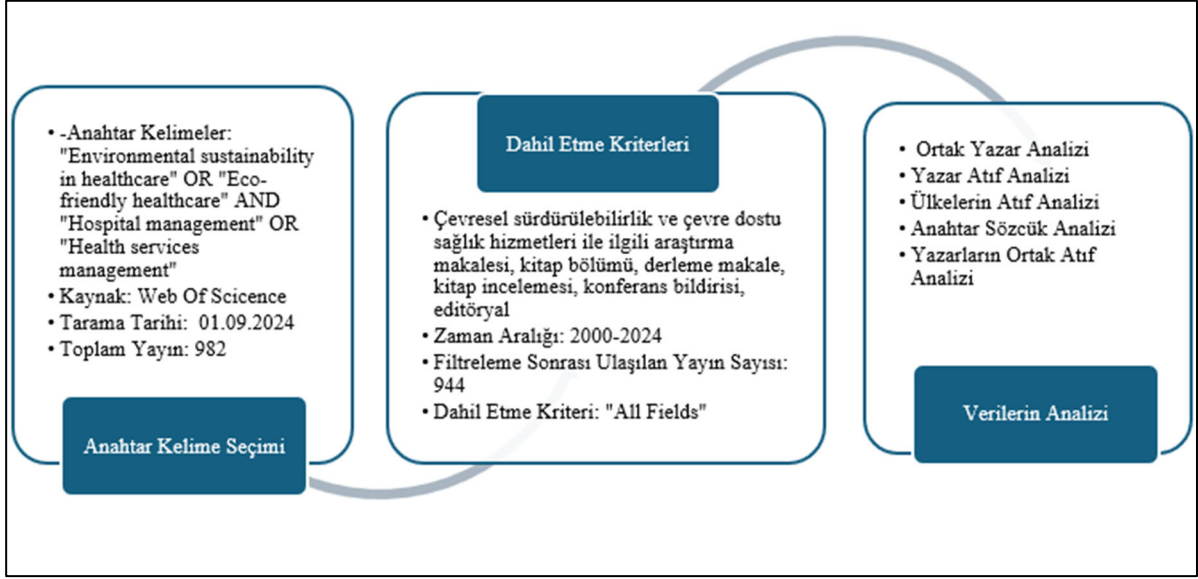 • -Anahtar Kelimeler:
"Environmental sustainability
in healthcare" OR "Eco-
friendly healthcare" AND
"Hospital management" OR
"Health services
management"
• Kaynak: Web Of Scicence
• Tarama Tarihi: 01.09.2024
• Toplam Yayın: 982
Anahtar Kelime Seçimi
Dahil Etme Kriterleri
• Çevresel sürdürülebilirlik ve çevre dostu
sağlık hizmetleri ile ilgili araştırma
makalesi, kitap bölümü, derleme makale,
kitap incelemesi, konferans bildirisi,
editöryal
• Zaman Aralığı: 2000-2024
• Filtreleme Sonrası Ulaşılan Yayın Sayısı:
944
• Dahil Etme Kriteri: "All Fields"
• Ortak Yazar Analizi
• Yazar Atıf Analizi
• Ülkelerin Atıf Analizi
• Anahtar Sözcük Analizi
• Yazarların Ortak Atıf
Analizi
Verilerin Analizi